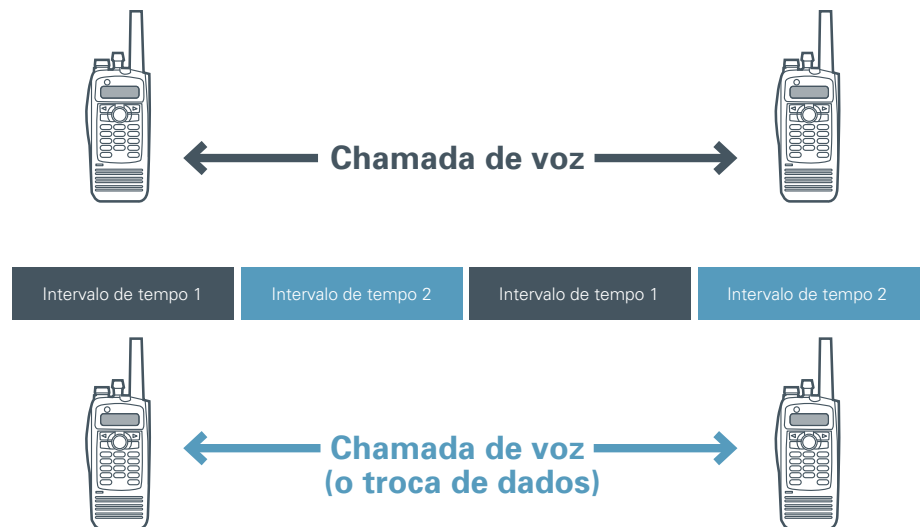 Chamada de voz
Intervalo de tempo 1
Intervalo de tempo 2
Intervalo de tempo 1
Intervalo de tempo 2
Chamada de voz
(o troca de dados)